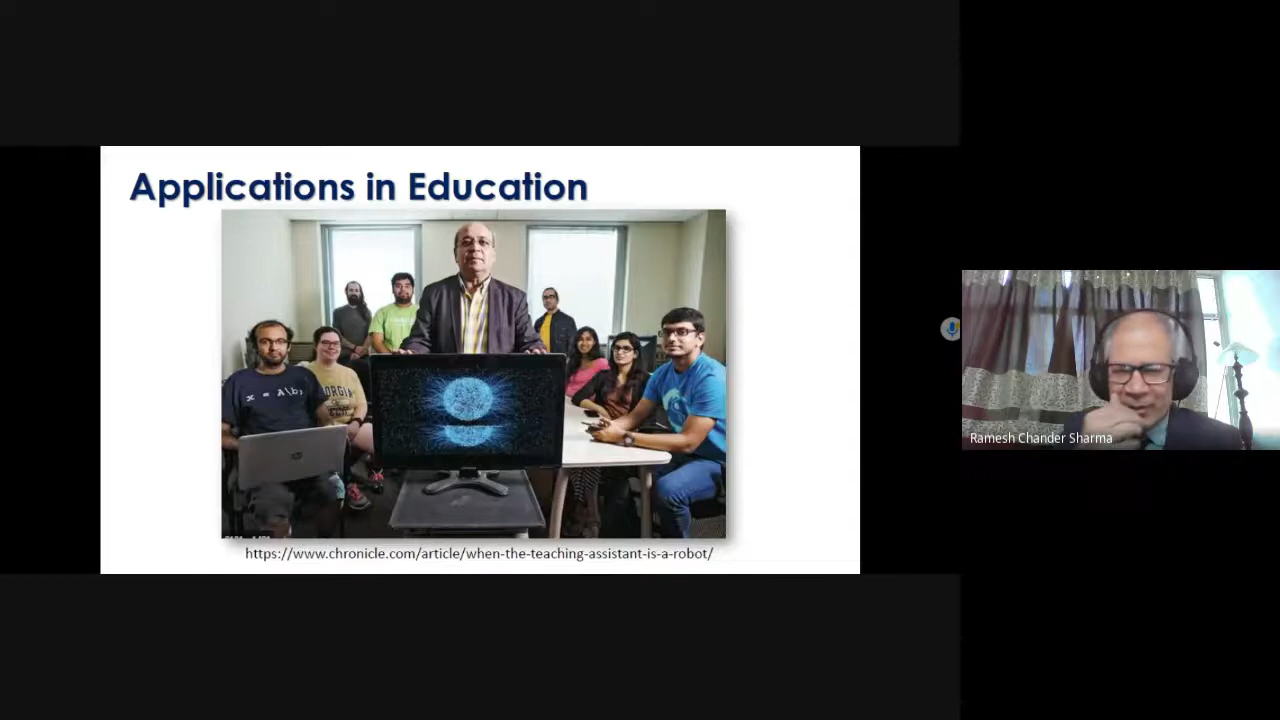 Applications in Education
x = A\b;
https://www.chronicle.com/article/when-the-teaching-assistant-is-a-robot/
Ramesh Chander Sharma